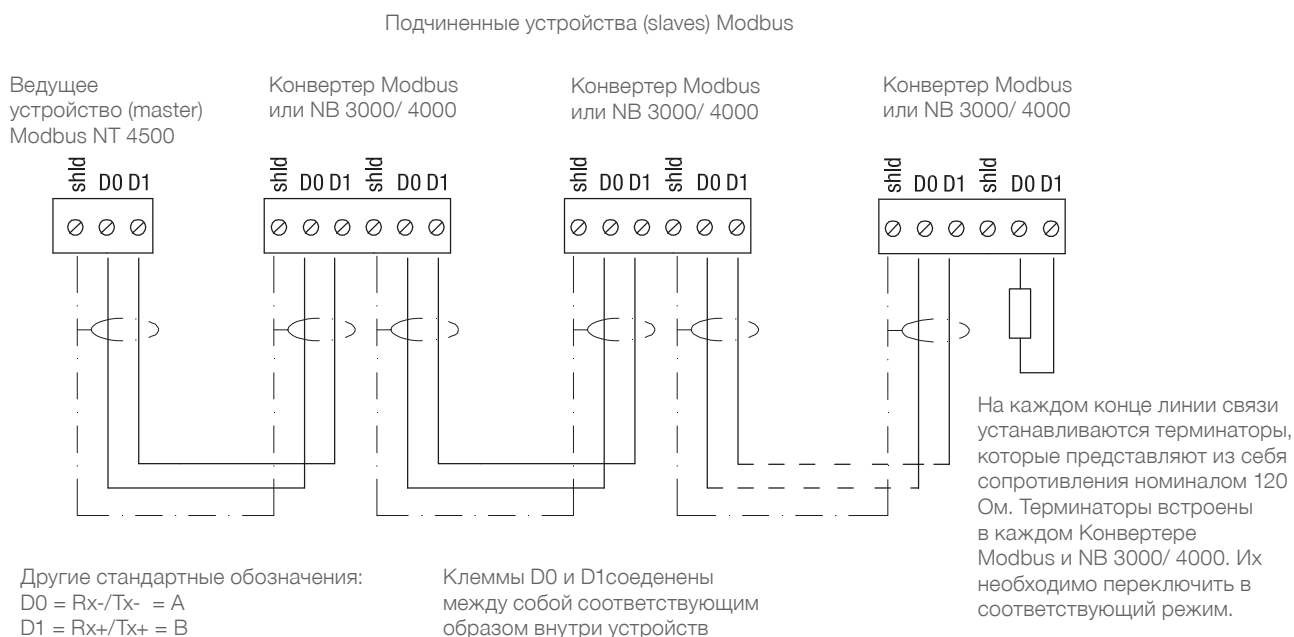 Подчиненные устройства (slaves) Modbus
Ведущее
устройство (master)
Modbus NT 4500
Конвертер Modbus
или NB 3000/ 4000
Конвертер Modbus
или NB 3000/ 4000
Конвертер Modbus
или NB 3000/ 4000
shld D0 D1
shld D0 D1 shld D0 D1
shld D0 D1 shld D0 D1
shld D0 D1 shld D0 D1
На каждом конце линии связи
устанавливаются терминаторы,
которые представляют из себя
сопротивления номиналом 120
Ом. Терминаторы встроены
в каждом Конвертере
Modbus и NB 3000/ 4000. Их
необходимо переключить в
соответствующий режим.
Другие стандартные обозначения:
D0 = Rx-/Tx- = A
D1 = Rx+/Tx+ = B
Клеммы D0 и D1соеденены
между собой соответствующим
образом внутри устройств